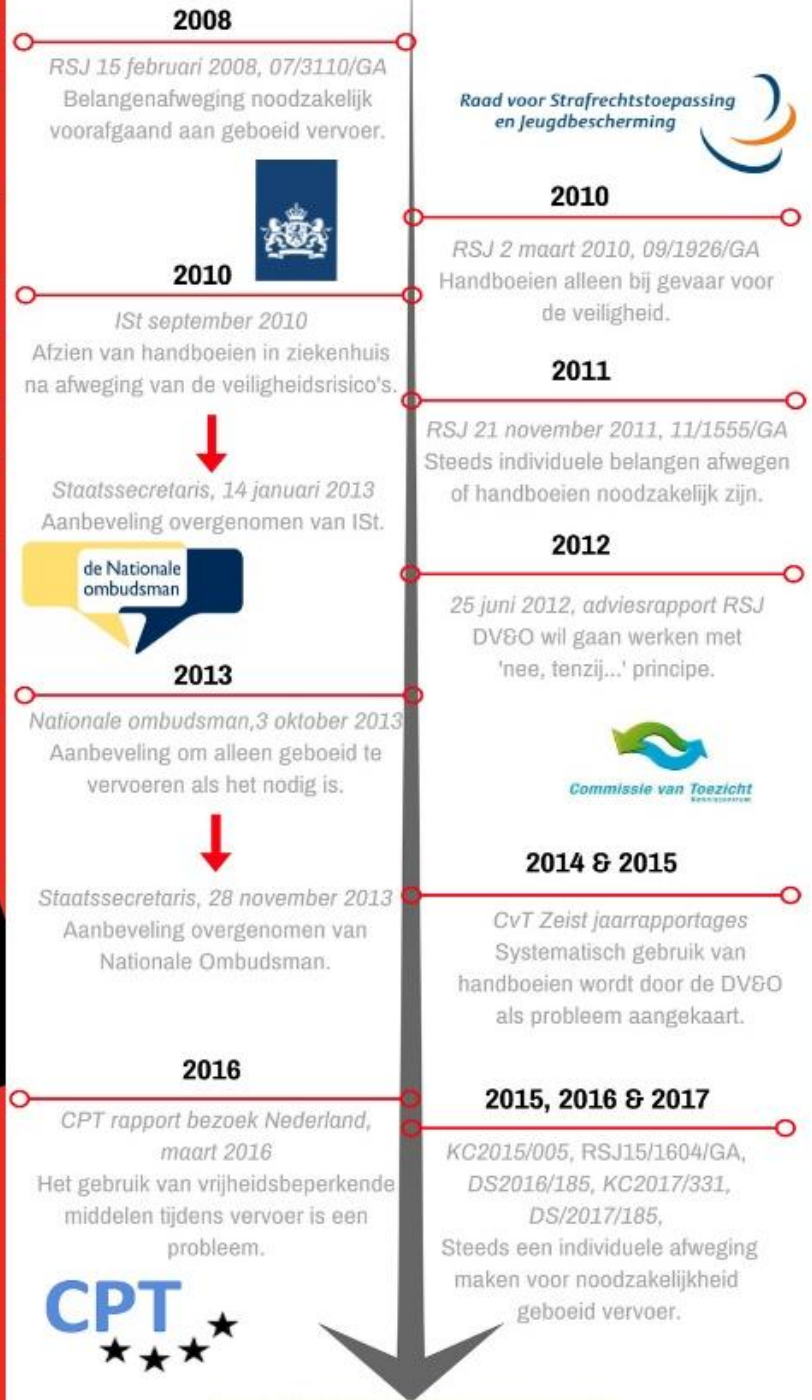 2008
RSJ 15 februari 2008, 07/3110/GA
Belangenafweging noodzakelijk
voorafgaand aan geboeid vervoer.
Raad voor Strafrechtstoepassing
en Jeugdbescherming
2010
RSJ 2 maart 2010, 09/1926/GA
Handboeien alleen bij gevaar voor
de veiligheid.
2010
ISt september 2010
Afzien van handboeien in ziekenhuis
na afweging van de veiligheidsrisico's.
Staatssecretaris, 14 januari 2013
Aanbeveling overgenomen van ISt.
2011
RSJ 21 november 2011, 11/1555/GA
Steeds individuele belangen afwegen
of handboeien noodzakelijk zijn.
2012
25 juni 2012, adviesrapport RSJ
DV&O wil gaan werken met
'nee, tenzij...' principe.
de Nationale
ombudsman
2013
Nationale ombudsman,3 oktober 2013
Aanbeveling om alleen geboeid te
vervoeren als het nodig is.
Staatssecretaris, 28 november 2013
Aanbeveling overgenomen van
Nationale Ombudsman.
Commissie van Toezicht
Kenniscentrum
2014 & 2015
CvT Zeist jaarrapportages
Systematisch gebruik van
handboeien wordt door de DV&O
als probleem aangekaart.
2016
CPT rapport bezoek Nederland,
maart 2016
Het gebruik van vrijheidsbeperkende
middelen tijdens vervoer is een
probleem.
CPT
2015, 2016 & 2017
KC2015/005, RSJ15/1604/GA,
DS2016/185, KC2017/331,
DS/2017/185,
Steeds een individuele afweging
maken voor noodzakelijkheid
geboeid vervoer.